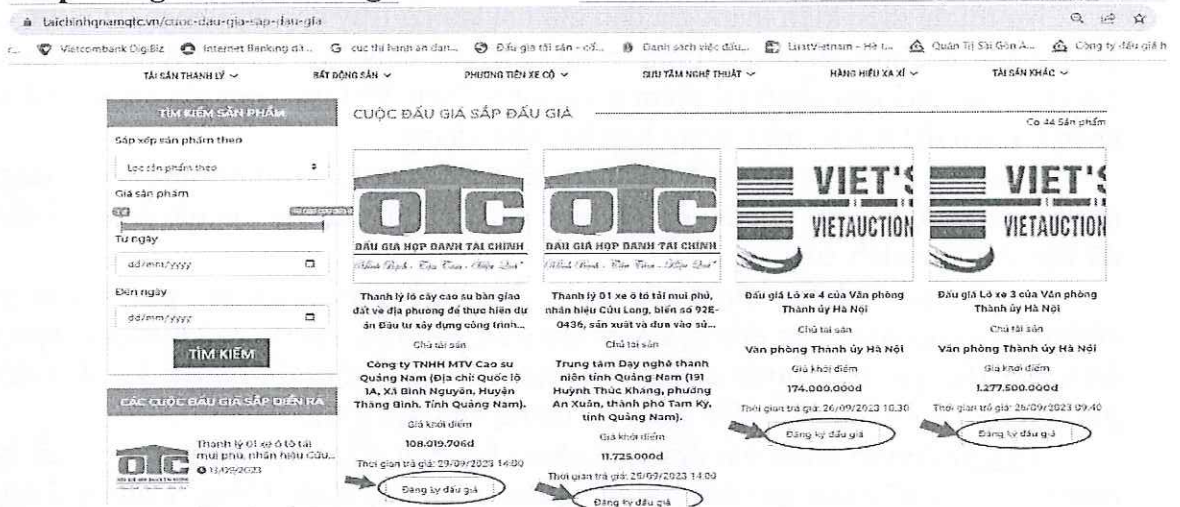 taichinhqnamqtc.vn/cuoc-dau-gia-sap-dau-gia
Vietcombank DigiBiz
Internet Banking dà...
G cục thi hành án dân...
Đấu giá tài sản - cổ...
Danh sách việc đấu...
LuatVietnam - Hệ t...
Quản Trị Sài Gòn A...
Công ty đấu giá h
TÀI SẢN THANH LÝ
BẤT ĐỘNG SẢN
PHƯƠNG TIỆN XE CỘ
SƯU TẦM NGHỆ THUẬT
HÀNG HIỆU XA XỈ
TÀI SẢN KHÁC
TÌM KIẾM SẢN PHẨM
Sắp xếp sản phẩm theo
Lọc sản phẩm theo
Giá sản phẩm
Từ ngày
dd/mm/yyyy
Đến ngày
dd/mm/yyyy
TÌM KIẾM
CÁC CUỘC ĐẤU GIÁ SẮP DIỄN RA
Thanh lý 01 xe ô tô tải
mui phủ, nhãn hiệu Cửu...
13/09/2023
CUỘC ĐẤU GIÁ SẮP ĐẤU GIÁ
Có 44 Sản phẩm
QTC
ĐẤU GIÁ HỢP DANH TÀI CHÍNH
Thanh lý lô cây cao su bàn giao
đất về địa phương để thực hiện dự
án Đầu tư xây dựng công trình...
Chủ tài sản
Công ty TNHH MTV Cao su
Quảng Nam (Địa chỉ: Quốc lộ
1A, Xã Bình Nguyên, Huyện
Thăng Bình, Tỉnh Quảng Nam).
Giá khởi điểm
108.019.706đ
Thời gian trả giá: 29/09/2023 14:00
Đăng ký đấu giá
QTC
ĐẤU GIÁ HỢP DANH TÀI CHÍNH
Thanh lý 01 xe ô tô tải mui phủ,
nhãn hiệu Cửu Long, biển số 92E-
0436, sản xuất và đưa vào sử...
Chủ tài sản
Trung tâm Dạy nghề thanh
niên tỉnh Quảng Nam (191
Huỳnh Thúc Kháng, phường
An Xuân, thành phố Tam Kỳ,
tỉnh Quảng Nam).
Giá khởi điểm
11.725.000đ
Thời gian trả giá: 28/09/2023 14:00
Đăng ký đấu giá
VIET'S
VIETAUCTION
Đấu giá Lô xe 4 của Văn phòng
Thành ủy Hà Nội
Chủ tài sản
Văn phòng Thành ủy Hà Nội
Giá khởi điểm
174.000.000đ
Thời gian trả giá: 26/09/2023 10:30
Đăng ký đấu giá
VIET'S
VIETAUCTION
Đấu giá Lô xe 3 của Văn phòng
Thành ủy Hà Nội
Chủ tài sản
Văn phòng Thành ủy Hà Nội
Giá khởi điểm
1.277.500.000đ
Thời gian trả giá: 26/09/2023 09:40
Đăng ký đấu giá